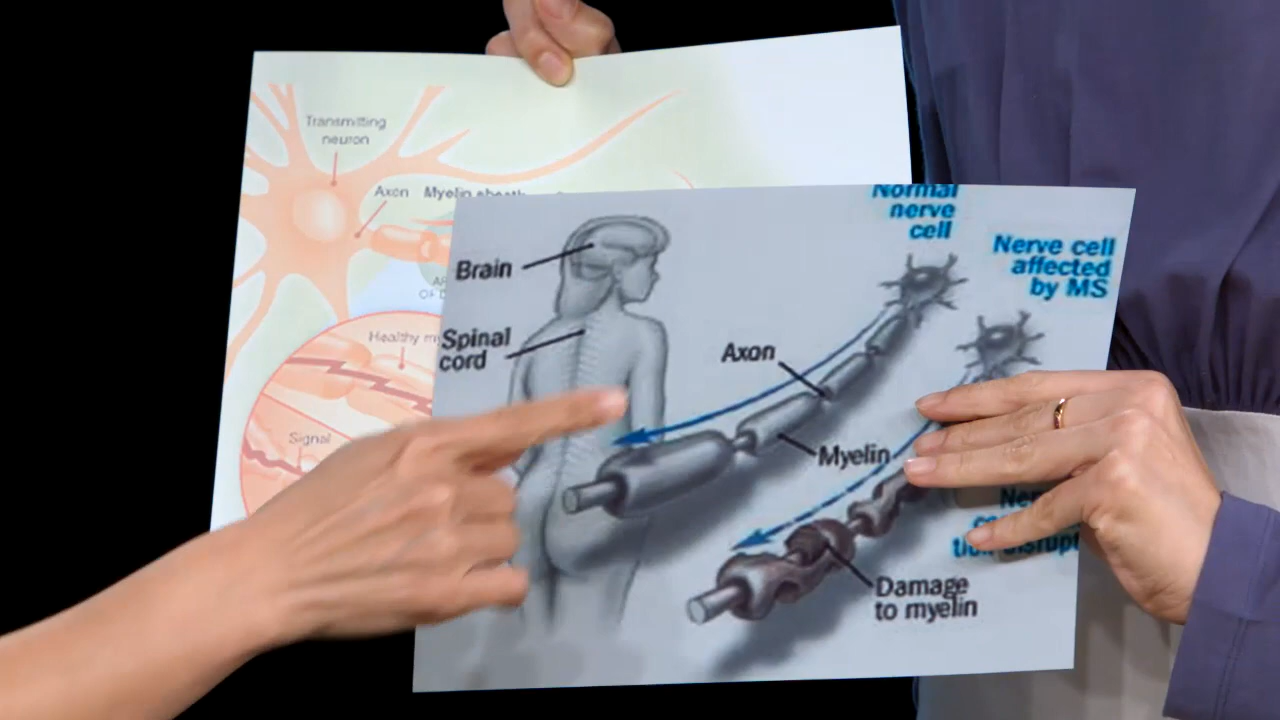 Transmitting
neuron
Axon
Myelin sheath
Healthy
Signal
Normal
nerve
cell
Nerve cell
affected
by MS
Brain
Spinal
cord
Axon
Myelin
Damage
to myelin